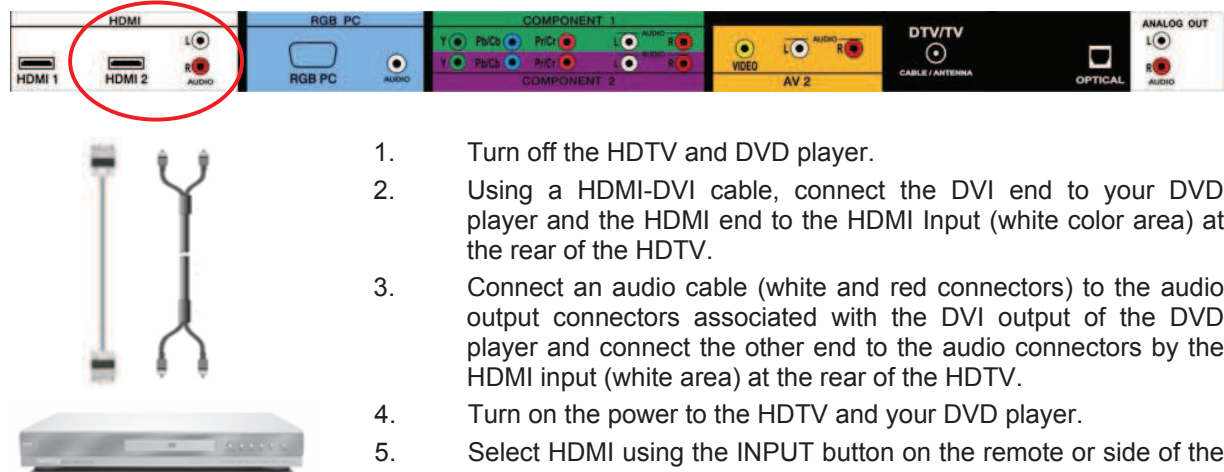 HDMI
RGB PC
COMPONENT 1
ANALOG OUT
HDMI 1
HDMI 2
L
R
AUDIO
RGB PC
AUDIO
Y Pb/Cb Pr/Cr L AUDIO R
Y Pb/Cb Pr/Cr L AUDIO R
COMPONENT 2
VIDEO
L AUDIO R
AV 2
DTV/TV
CABLE / ANTENNA
OPTICAL
L
R
AUDIO
1. Turn off the HDTV and DVD player.
2. Using a HDMI-DVI cable, connect the DVI end to your DVD
player and the HDMI end to the HDMI Input (white color area) at
the rear of the HDTV.
3. Connect an audio cable (white and red connectors) to the audio
output connectors associated with the DVI output of the DVD
player and connect the other end to the audio connectors by the
HDMI input (white area) at the rear of the HDTV.
4. Turn on the power to the HDTV and your DVD player.
5. Select HDMI using the INPUT button on the remote or side of the